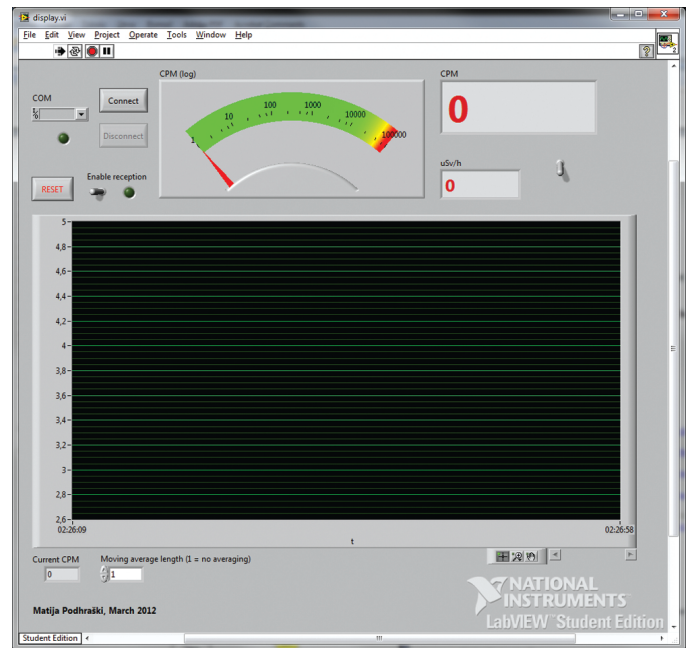 display.vi
File Edit View Project Operate Tools Window Help
2
COM
Connect
Disconnect
RESET
Enable reception
CPM (log)
1 10 100 1000 10000 100000
CPM
0
uSv/h
0
5
4,8
4,6
4,4
4,2
4
3,8
3,6
3,4
3,2
3
2,8
2,6
02:26:09 02:26:58
t
Current CPM Moving average length (1 = no averaging)
0 1
Matija Podhraški, March 2012
NATIONAL
INSTRUMENTS
LabVIEW Student Edition
Student Edition